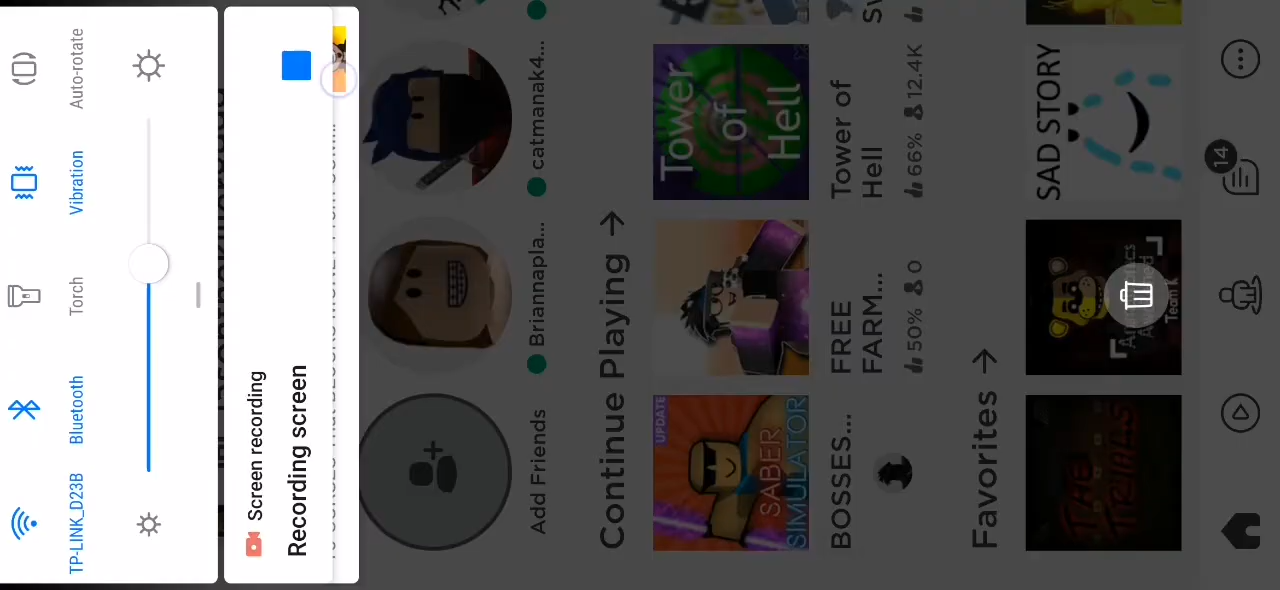 TP-LINK_D23B
Bluetooth
Torch
Vibration
Auto-rotate
Screen recording
Recording screen
Add Friends
Briannapla...
catmanak4...
Continue Playing →
UPDATE
SABER
SIMULATOR
Tower
of
Hell
BOSSES...
FREE
FARM...
50% 0
Tower of
Hell
66% 12.4K
Favorites →
Team K
SAD STORY
14